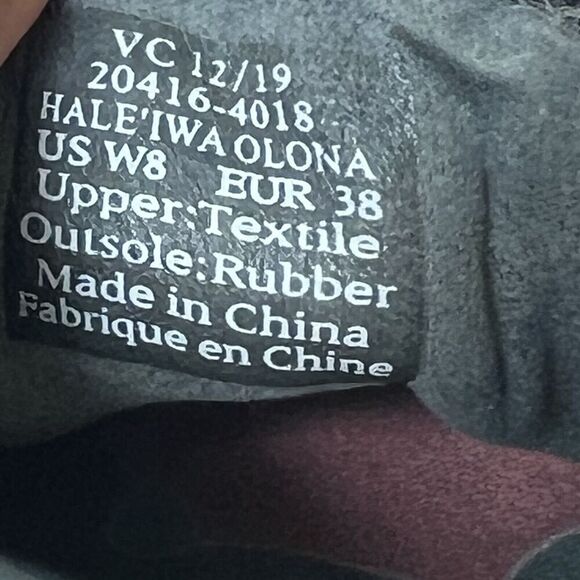 VC 12/19
20416-4018
HALE'IWA OLONA
US W8 EUR 38
Upper:Textile
Outsole:Rubber
Made in China
Fabrique en Chine